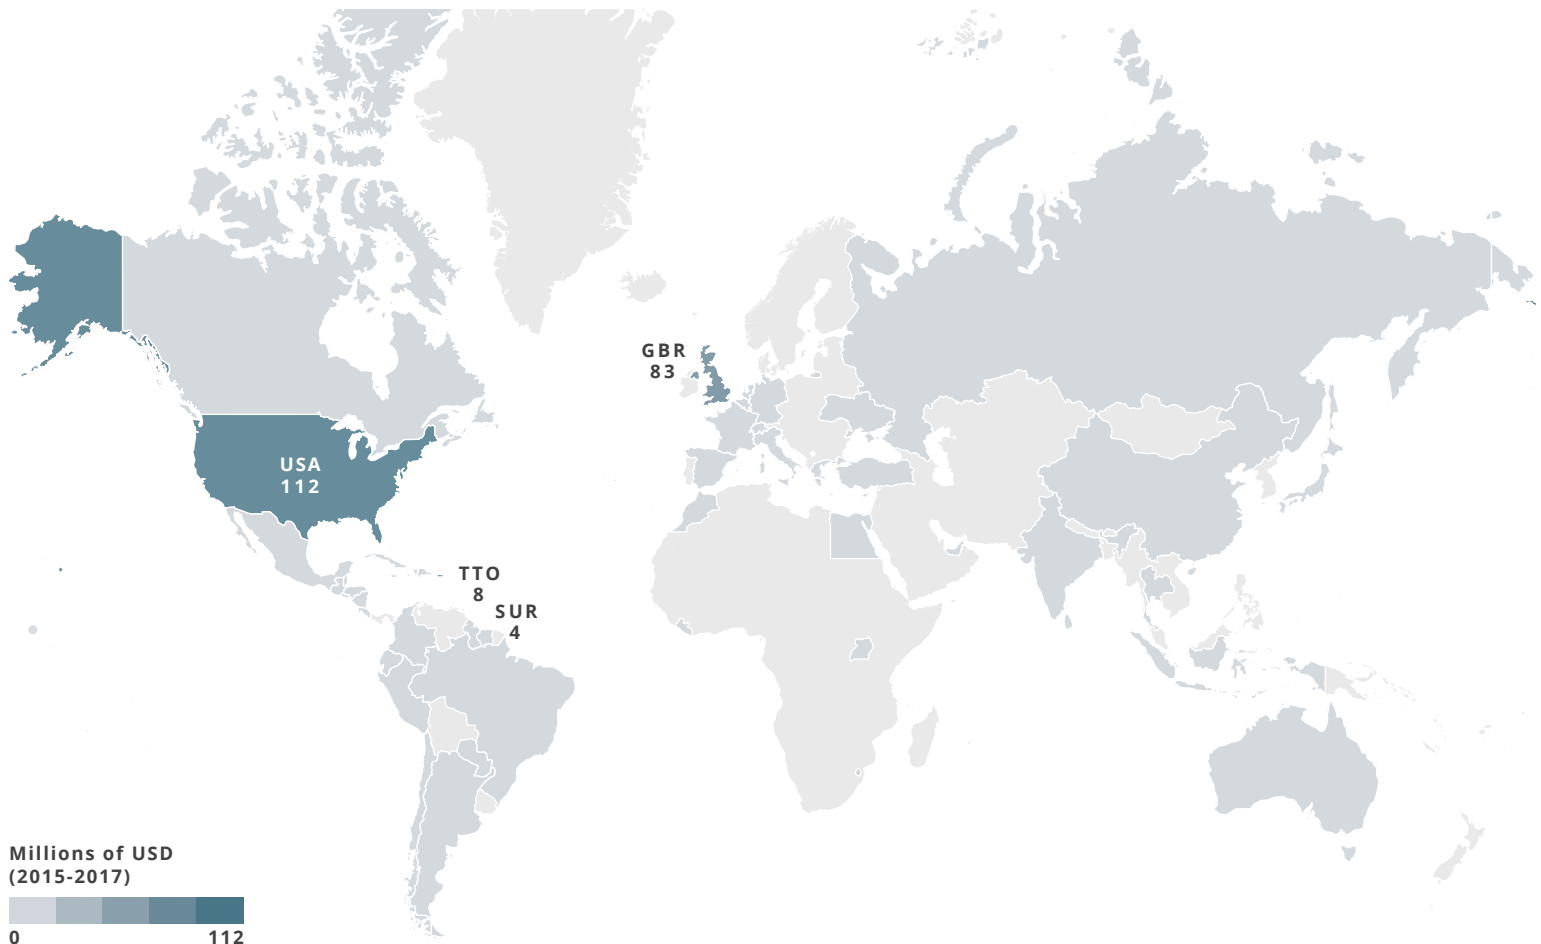 GBR
83
USA
112
TTO
8
SUR
4
Millions of USD
(2015-2017)
0 112